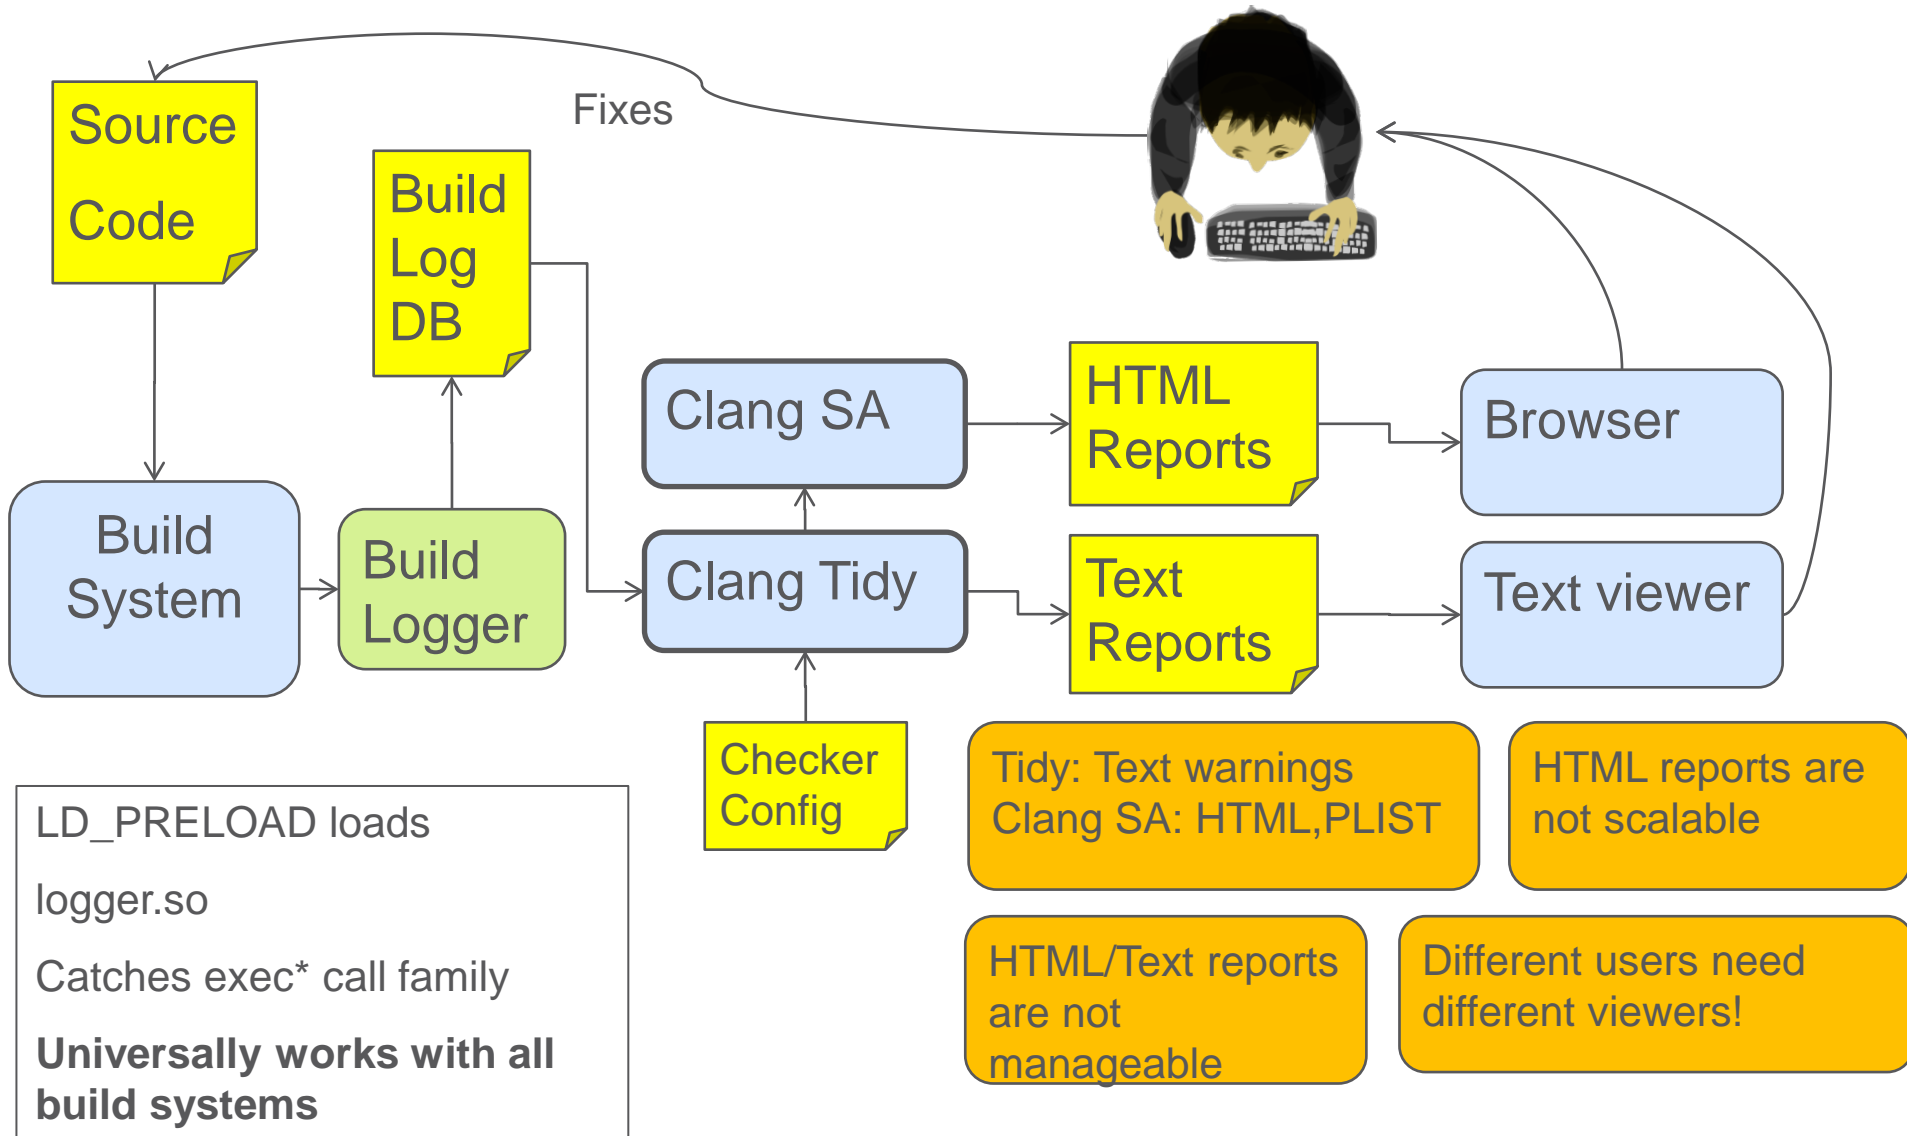 Fixes
Source
Code
Build
Log
DB
Clang SA
HTML
Reports
Browser
Build
System
Build
Logger
Clang Tidy
Text
Reports
Text viewer
Checker
Config
Tidy: Text warnings
Clang SA: HTML,PLIST
HTML reports are
not scalable
LD_PRELOAD loads
logger.so
Catches exec* call family
Universally works with all
build systems
HTML/Text reports
are not
manageable
Different users need
different viewers!